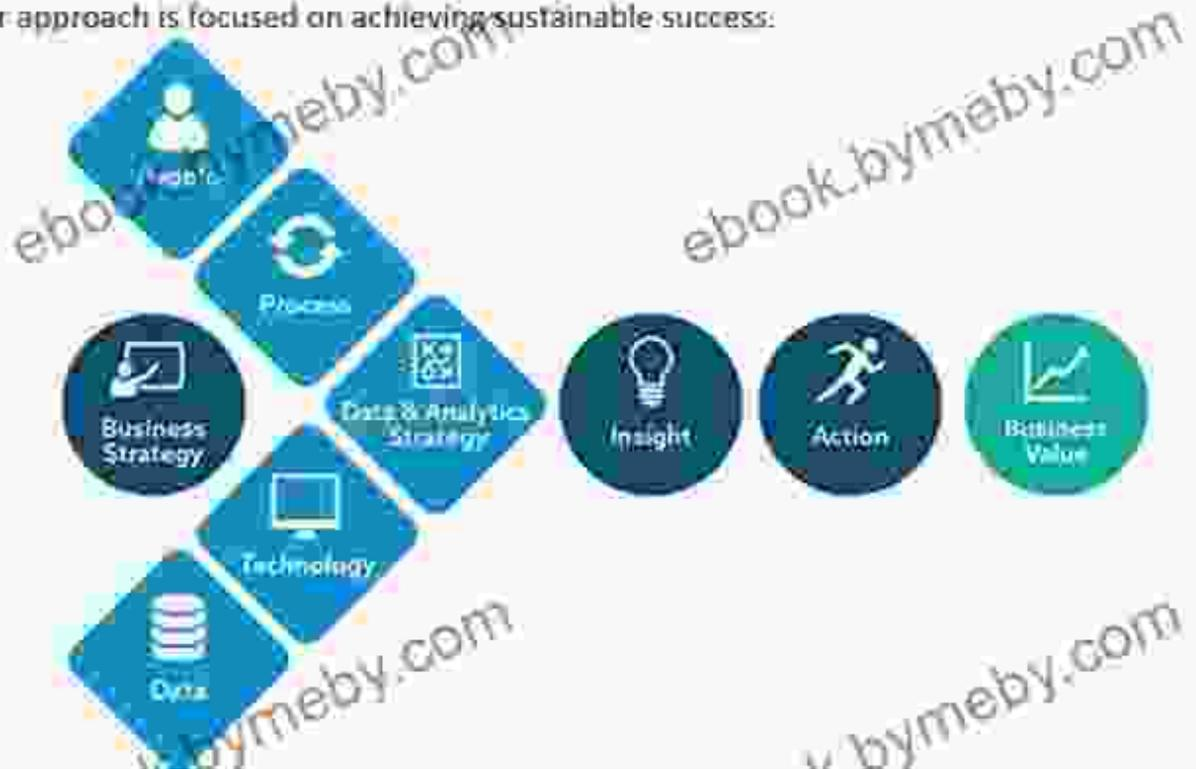 r approach is focused on achieving sustainable success:
Process
Data & Analytics
Strategy
Business
Strategy
Insight
Action
Business
Value
Technology
Data
ebook.bymeby.com
bymeby.com
bymeby.com
k.bymeby.com